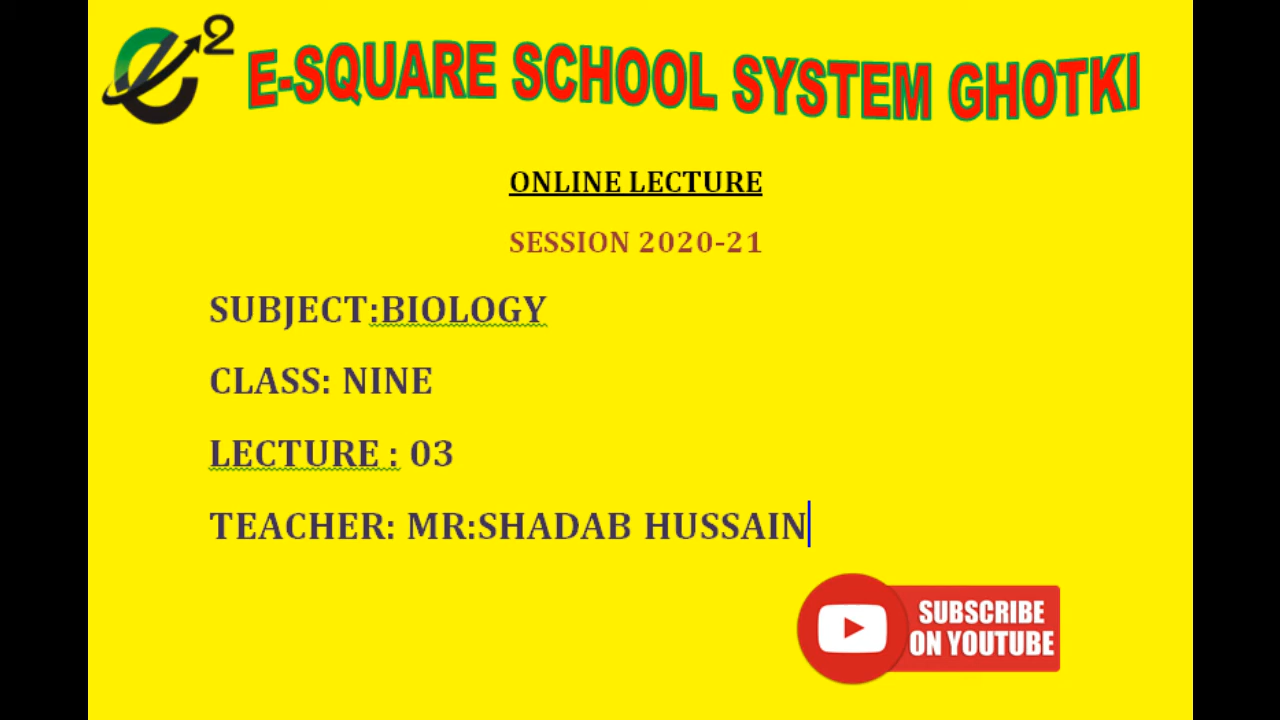 e2
E-SQUARE SCHOOL SYSTEM GHOTKI
ONLINE LECTURE
SESSION 2020-21
SUBJECT:BIOLOGY
CLASS: NINE
LECTURE : 03
TEACHER: MR:SHADAB HUSSAIN
SUBSCRIBE
ON YOUTUBE